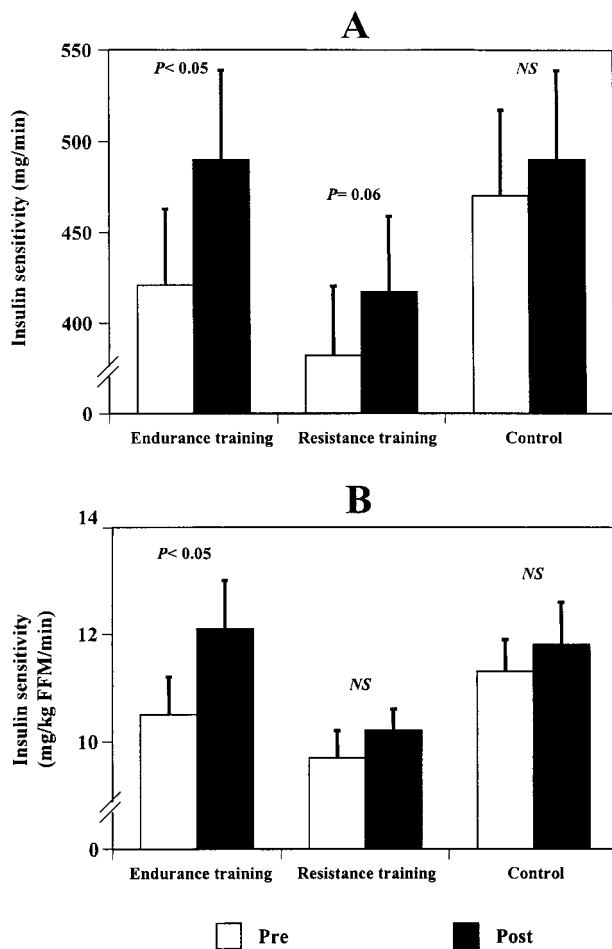 A
550
500
450
400
0
Insulin sensitivity (mg/min)
P< 0.05
P= 0.06
NS
Endurance training
Resistance training
Control
B
14
12
10
0
Insulin sensitivity
(mg/kg FFM/min)
P< 0.05
NS
NS
Endurance training
Resistance training
Control
Pre
Post